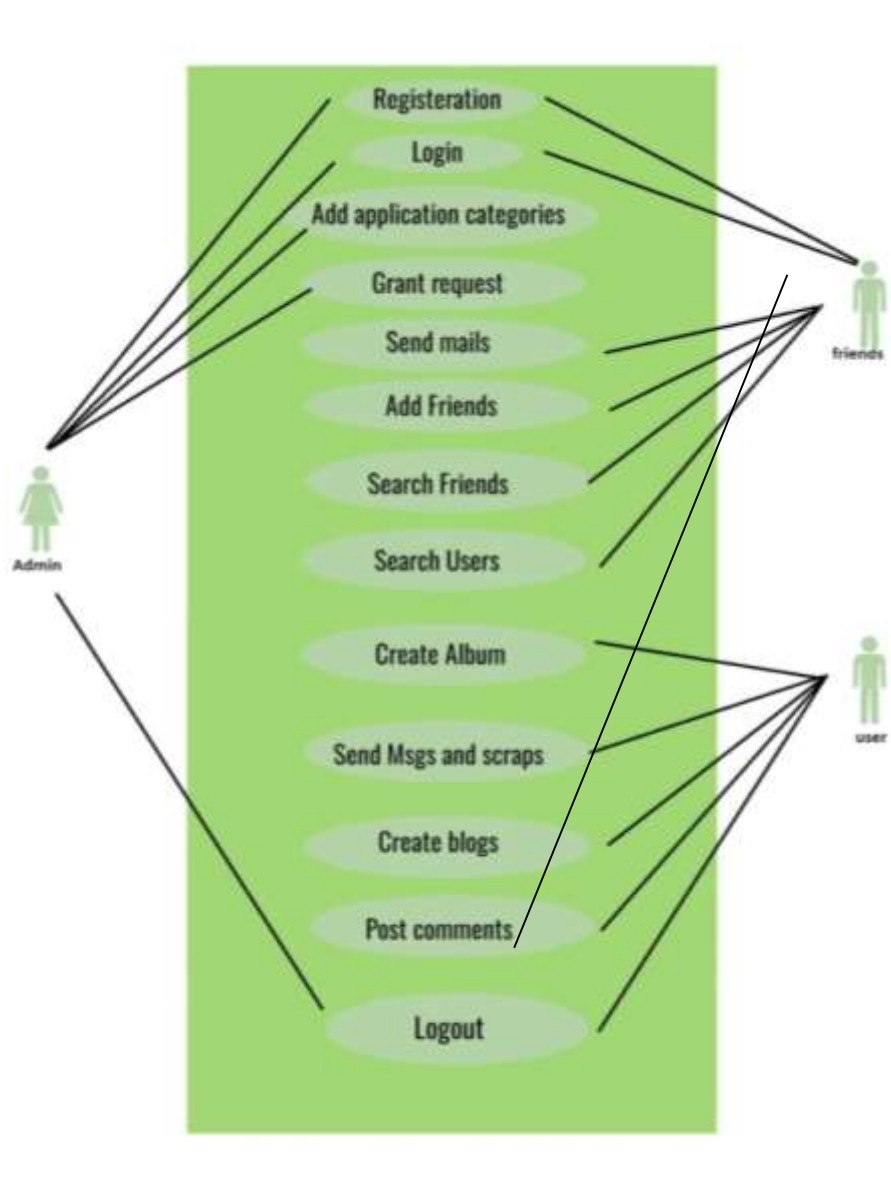 Registeration
Login
Add application categories
Grant request
Send mails
friends
Add Friends
Search Friends
Search Users
Admin
Create Album
user
Send Msgs and scraps
Create blogs
Post comments
Logout